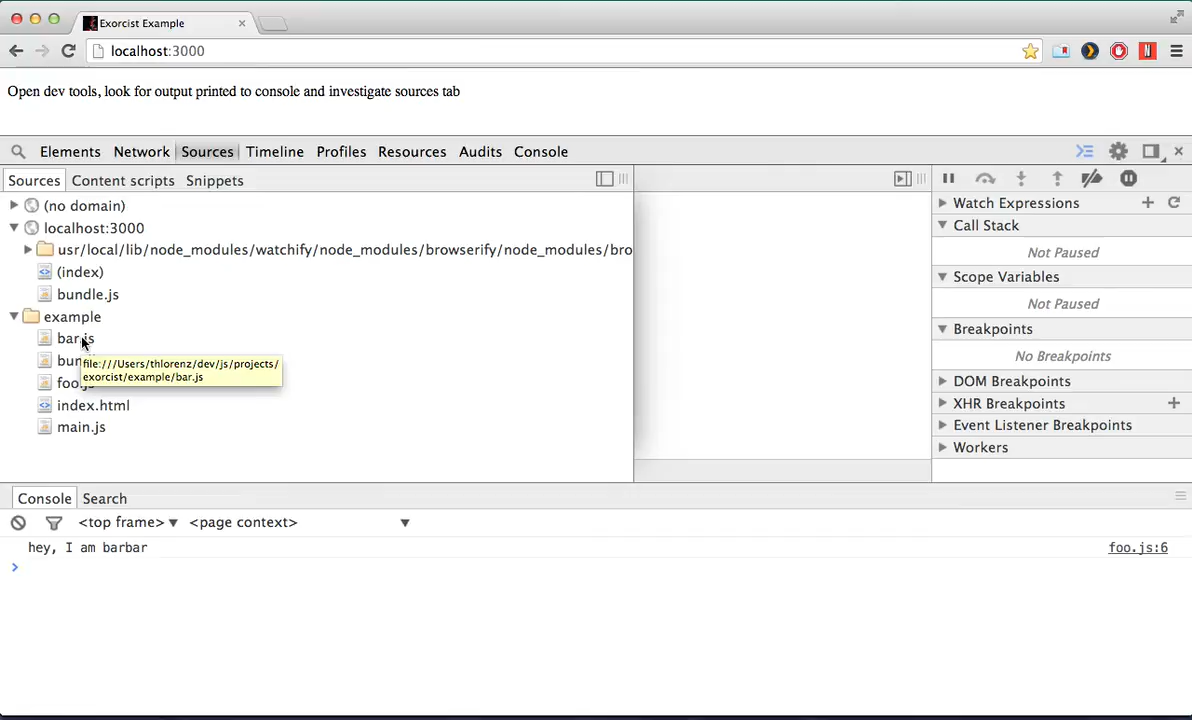 Exorcist Example
localhost:3000
Open dev tools, look for output printed to console and investigate sources tab
Elements Network Sources Timeline Profiles Resources Audits Console
Sources Content scripts Snippets
(no domain)
localhost:3000
usr/local/lib/node_modules/watchify/node_modules/browserify/node_modules/bro
(index)
bundle.js
example
bar.js
bun
file:///Users/thlorenz/dev/js/projects/
exorcist/example/bar.js
foo.js
index.html
main.js
Watch Expressions
Call Stack
Not Paused
Scope Variables
Not Paused
Breakpoints
No Breakpoints
DOM Breakpoints
XHR Breakpoints
Event Listener Breakpoints
Workers
Console Search
<top frame> <page context>
hey, I am barbar foo.js:6